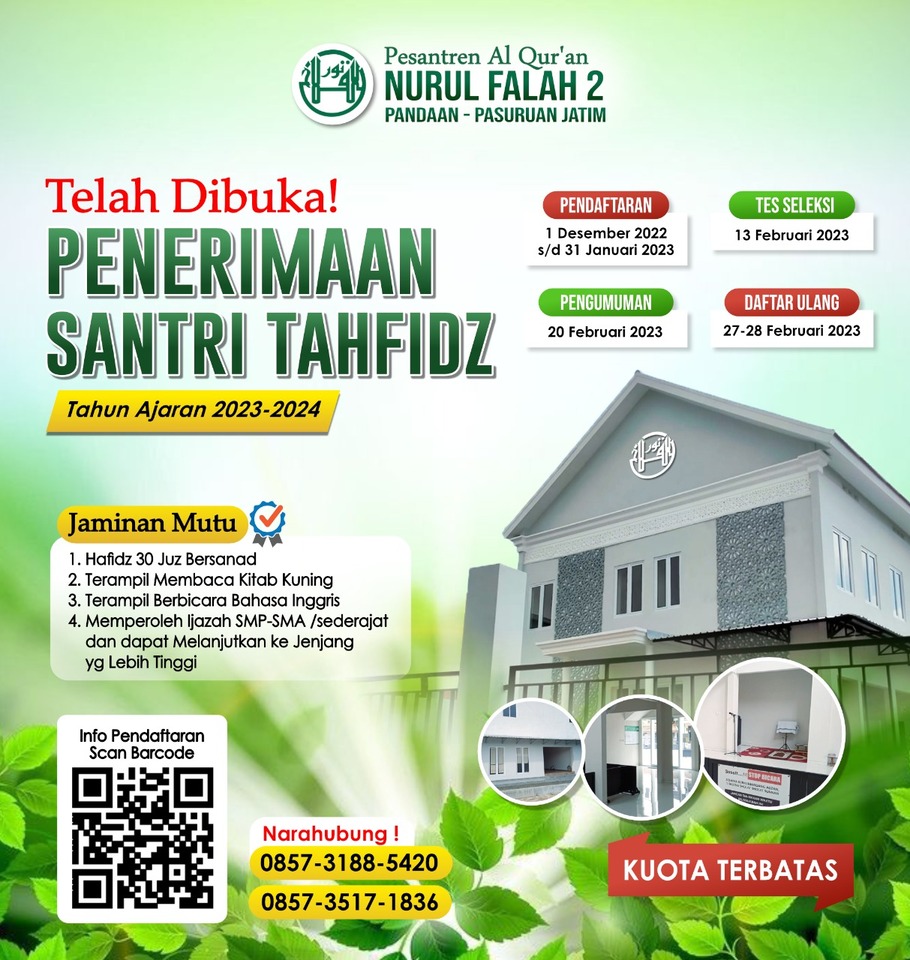 Pesantren Al Qur'an
NURUL FALAH 2
PANDAAN - PASURUAN JATIM
Telah Dibuka!
PENERIMAAN
SANTRI TAHFIDZ
Tahun Ajaran 2023-2024
PENDAFTARAN
1 Desember 2022
s/d 31 Januari 2023
TES SELEKSI
13 Februari 2023
PENGUMUMAN
20 Februari 2023
DAFTAR ULANG
27-28 Februari 2023
Jaminan Mutu
1. Hafidz 30 Juz Bersanad
2. Terampil Membaca Kitab Kuning
3. Terampil Berbicara Bahasa Inggris
4. Memperoleh Ijazah SMP-SMA /sederajat
dan dapat Melanjutkan ke Jenjang
yg Lebih Tinggi
Info Pendaftaran
Scan Barcode
Narahubung !
0857-3188-5420
0857-3517-1836
STOP BICARA
KUOTA TERBATAS